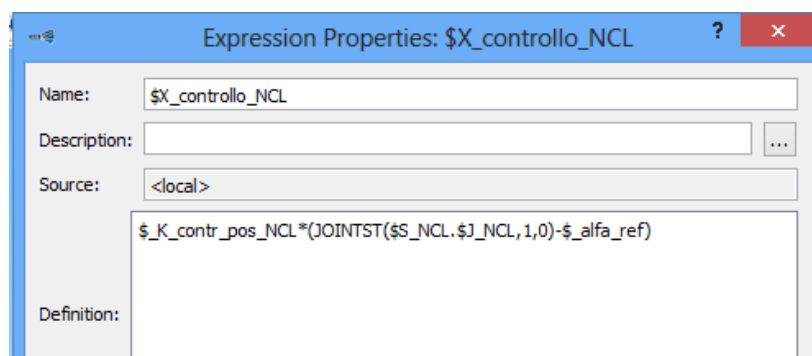 Expression Properties: $X_controllo_NCL ?
Name: $X_controllo_NCL
Description: ...
Source: <local>
$_K_contr_pos_NCL*(JOINTST($S_NCL.$J_NCL,1,0)-$_alfa_ref)
Definition: